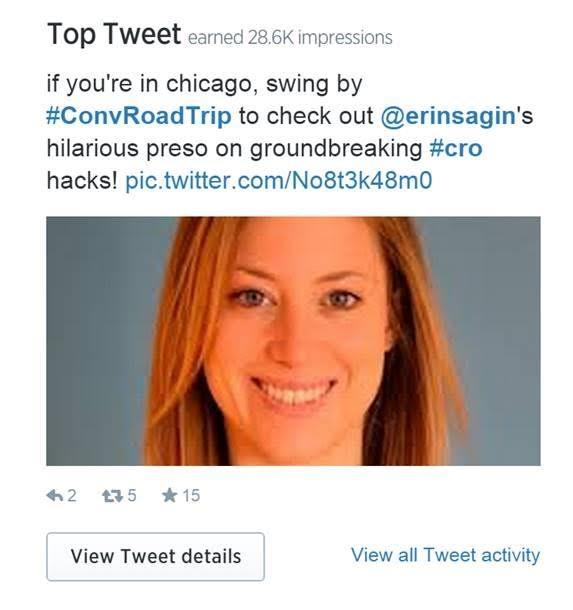 Top Tweet earned 28.6K impressions
if you're in chicago, swing by
#ConvRoadTrip to check out @erinsagin's
hilarious preso on groundbreaking #cro
hacks! pic.twitter.com/No8t3k48m0
2 5 15
View Tweet details View all Tweet activity